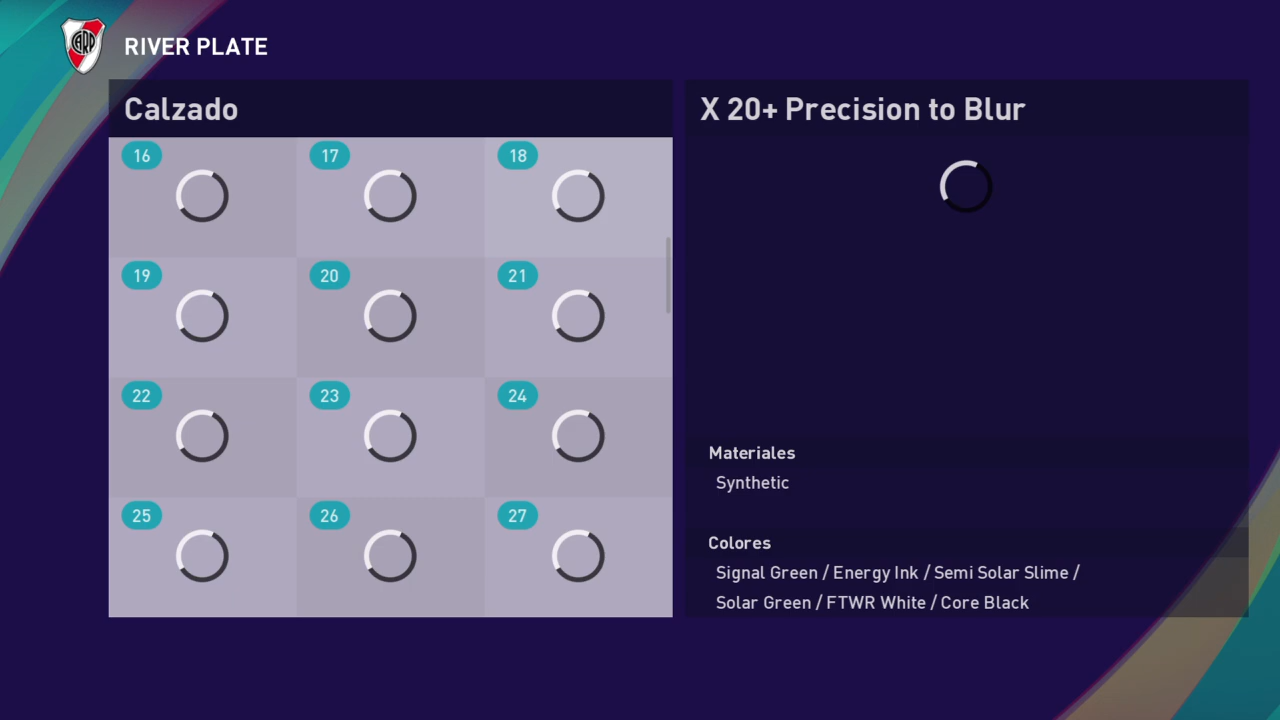 CARP
RIVER PLATE
Calzado
X 20+ Precision to Blur
16
17
18
19
20
21
22
23
24
25
26
27
Materiales
Synthetic
Colores
Signal Green / Energy Ink / Semi Solar Slime /
Solar Green / FTWR White / Core Black